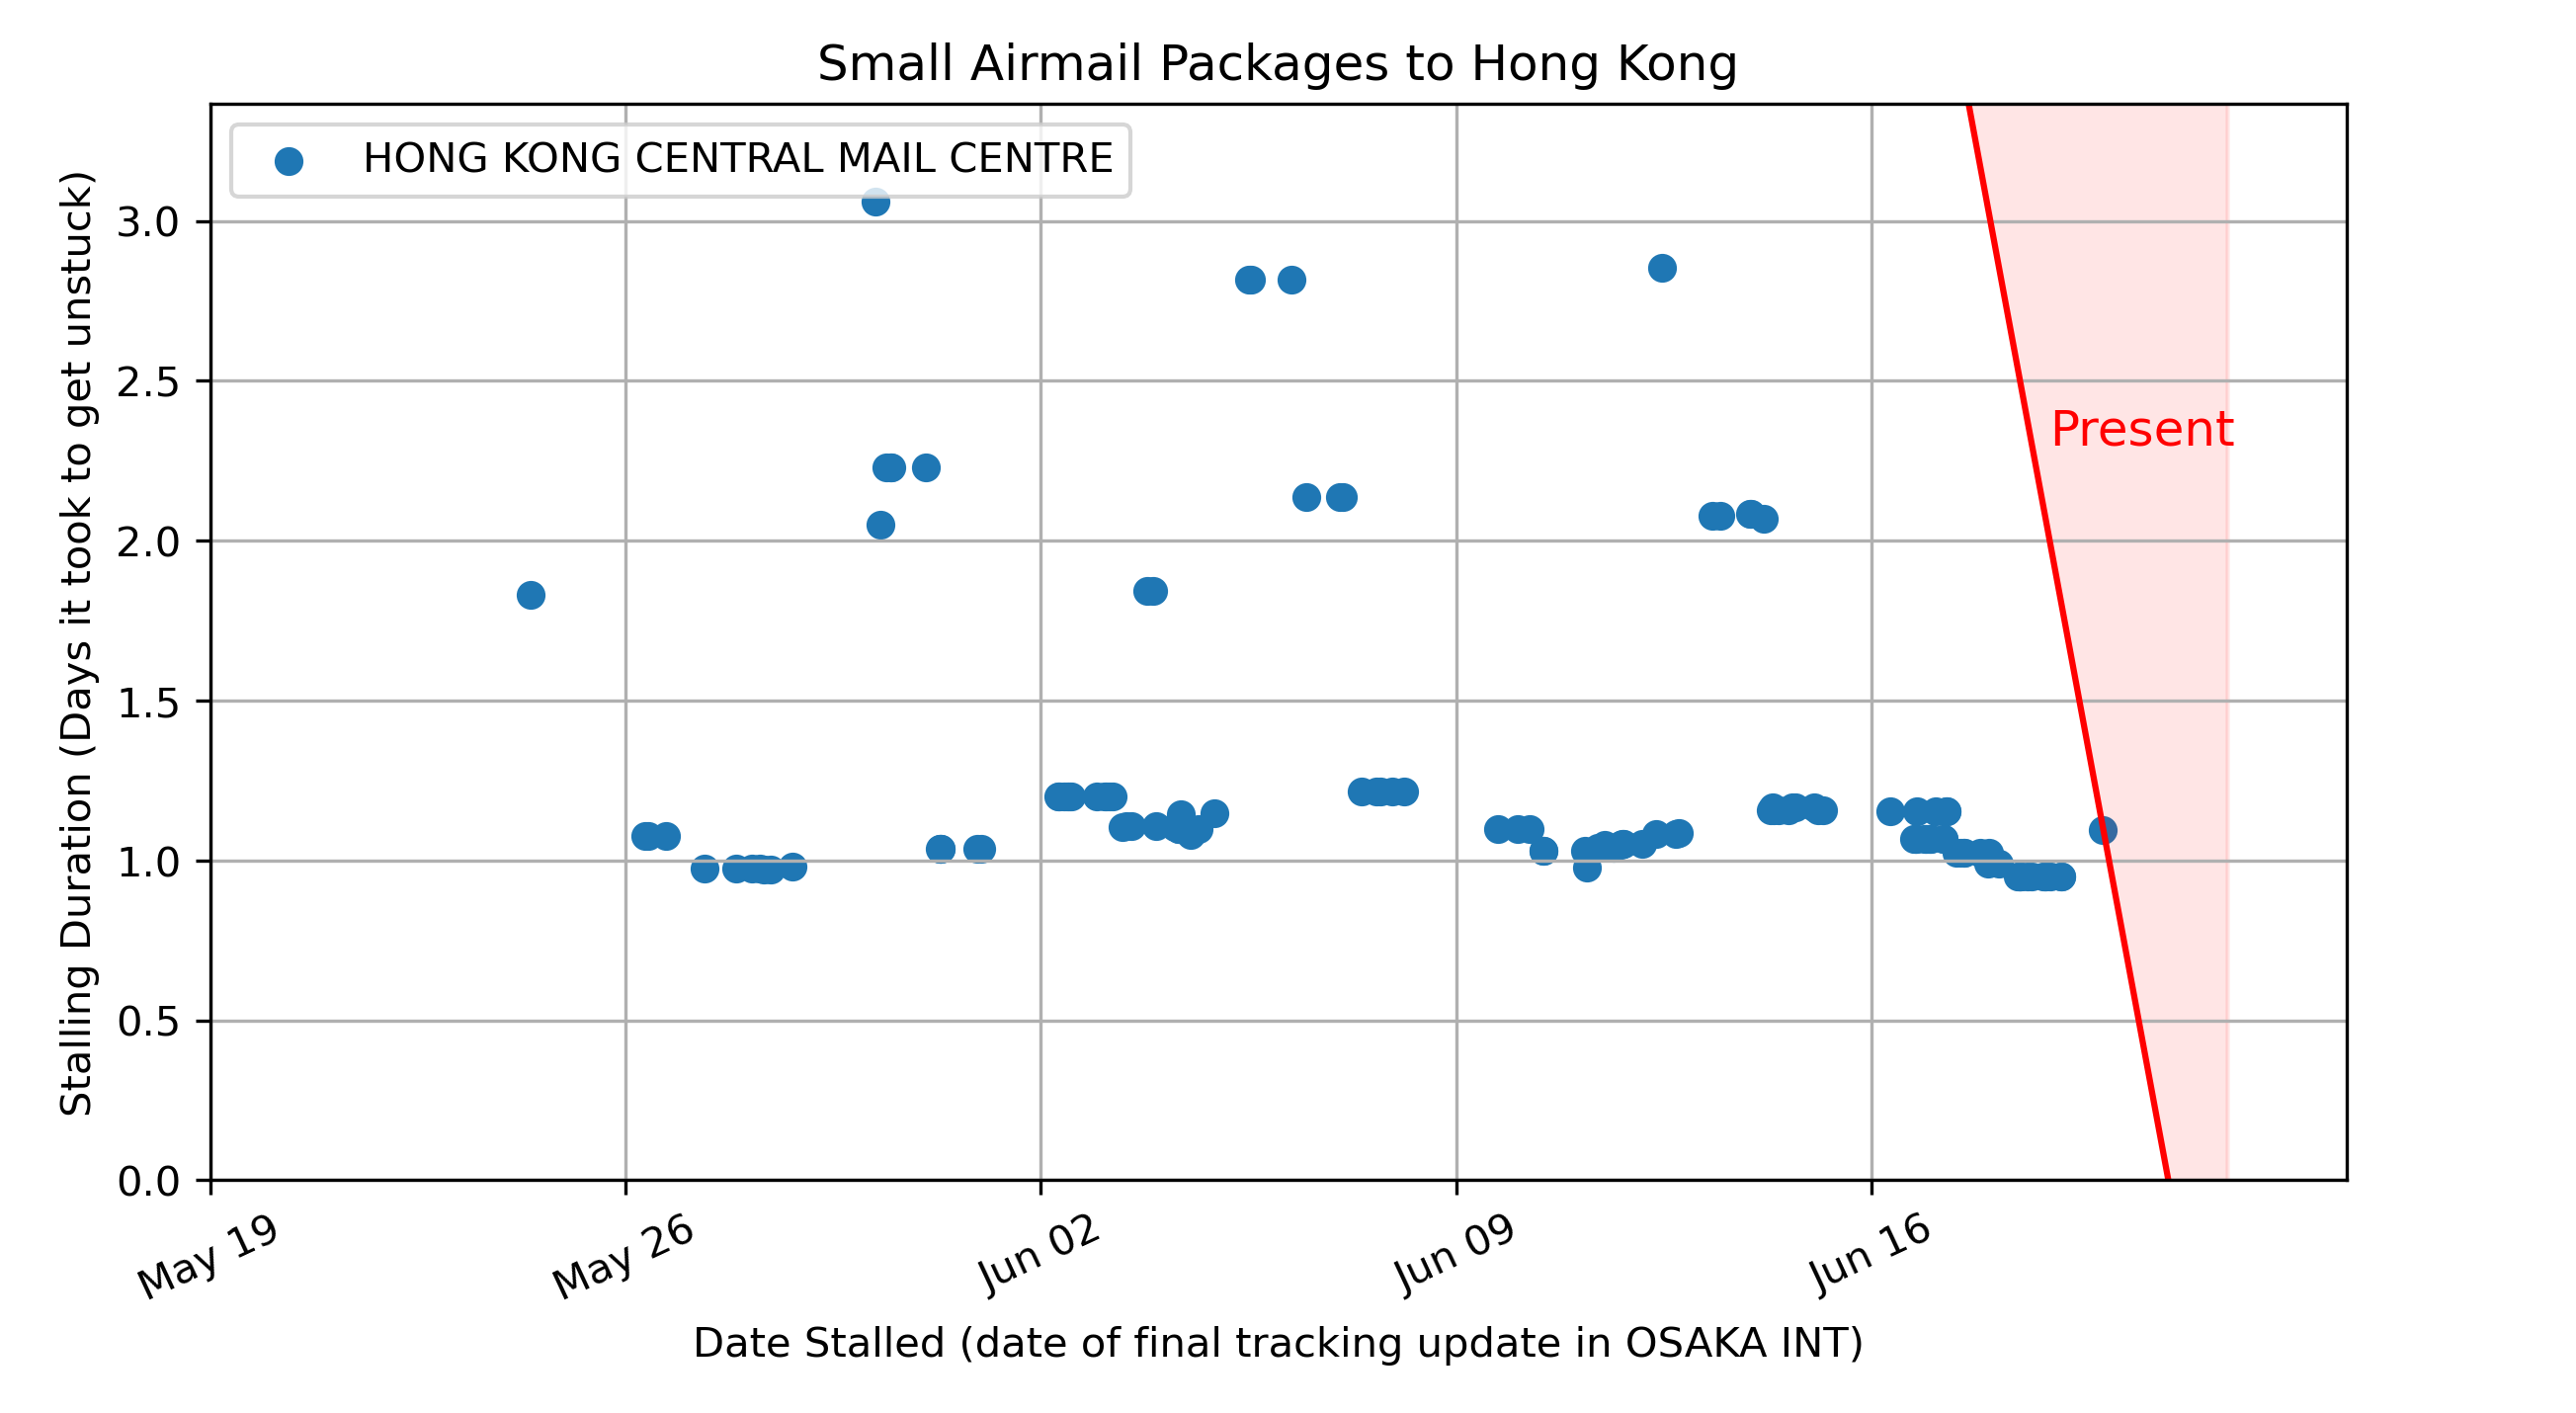 Small Airmail Packages to Hong Kong
HONG KONG CENTRAL MAIL CENTRE
Stalling Duration (Days it took to get unstuck)
3.0
2.5
2.0
1.5
1.0
0.5
0.0
Present
May 19
May 26
Jun 02
Jun 09
Jun 16
Date Stalled (date of final tracking update in OSAKA INT)